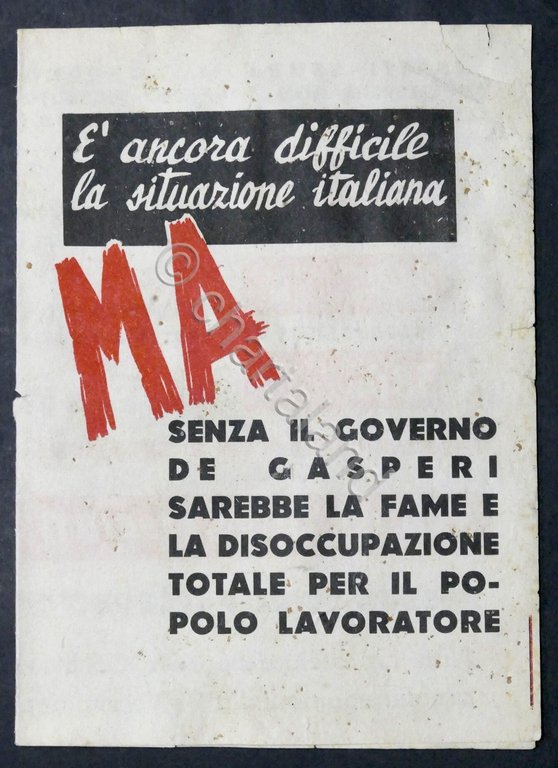 E' ancora difficile
la situazione italiana
MA
SENZA IL GOVERNO
DE GASPERI
SAREBBE LA FAME E
LA DISOCCUPAZIONE
TOTALE PER IL PO-
POLO LAVORATORE
© chartaland